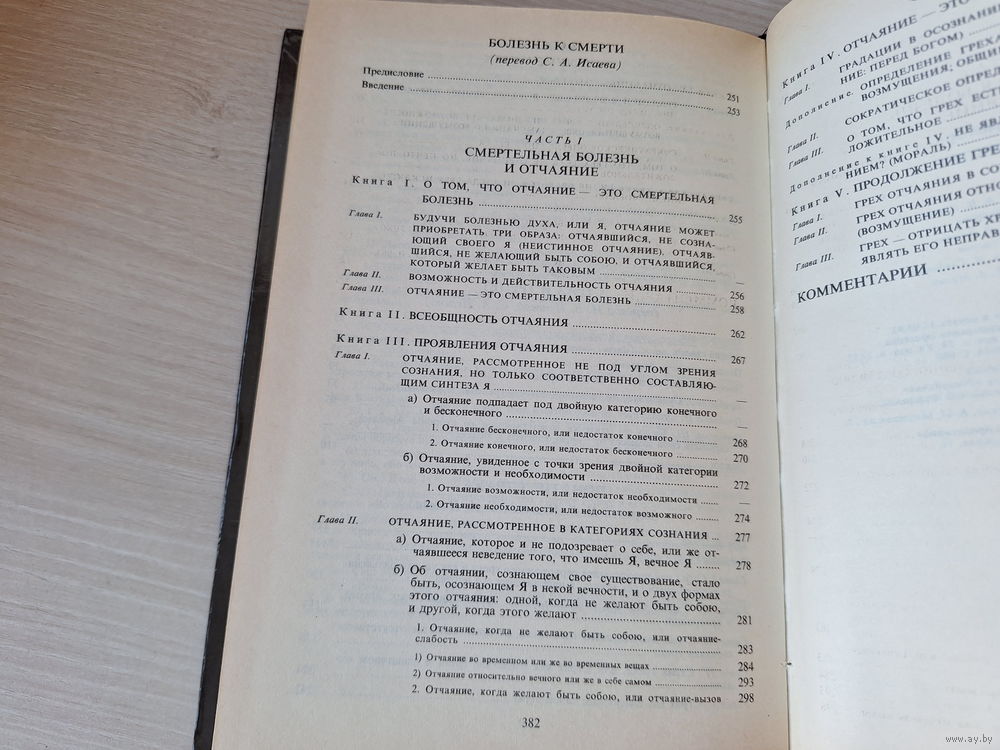 БОЛЕЗНЬ К СМЕРТИ
(перевод С. А. Исаева)
Предисловие 251
Введение 253
ЧАСТЬ I
СМЕРТЕЛЬНАЯ БОЛЕЗНЬ
И ОТЧАЯНИЕ
Книга I. О ТОМ, ЧТО ОТЧАЯНИЕ — ЭТО СМЕРТЕЛЬНАЯ
БОЛЕЗНЬ 255
Глава I. БУДУЧИ БОЛЕЗНЬЮ ДУХА, ИЛИ Я, ОТЧАЯНИЕ МОЖЕТ
ПРИОБРЕТАТЬ ТРИ ОБРАЗА: ОТЧАЯВШИЙСЯ, НЕ СОЗНА-
ЮЩИЙ СВОЕГО Я (НЕИСТИННОЕ ОТЧАЯНИЕ), ОТЧАЯВ-
ШИЙСЯ, НЕ ЖЕЛАЮЩИЙ БЫТЬ СОБОЮ, И ОТЧАЯВШИЙСЯ,
КОТОРЫЙ ЖЕЛАЕТ БЫТЬ ТАКОВЫМ —
Глава II. ВОЗМОЖНОСТЬ И ДЕЙСТВИТЕЛЬНОСТЬ ОТЧАЯНИЯ 256
Глава III. ОТЧАЯНИЕ — ЭТО СМЕРТЕЛЬНАЯ БОЛЕЗНЬ 258
Книга II. ВСЕОБЩНОСТЬ ОТЧАЯНИЯ 262
Книга III. ПРОЯВЛЕНИЯ ОТЧАЯНИЯ 267
Глава I. ОТЧАЯНИЕ, РАССМОТРЕННОЕ НЕ ПОД УГЛОМ ЗРЕНИЯ
СОЗНАНИЯ, НО ТОЛЬКО СООТВЕТСТВЕННО СОСТАВЛЯЮ-
ЩИМ СИНТЕЗА Я —
а) Отчаяние подпадает под двойную категорию конечного
и бесконечного —
1. Отчаяние бесконечного, или недостаток конечного 268
2. Отчаяние конечного, или недостаток бесконечного 270
б) Отчаяние, увиденное с точки зрения двойной категории
возможности и необходимости 272
1. Отчаяние возможности, или недостаток необходимости —
2. Отчаяние необходимости, или недостаток возможного 274
Глава II. ОТЧАЯНИЕ, РАССМОТРЕННОЕ В КАТЕГОРИЯХ СОЗНАНИЯ ... 277
а) Отчаяние, которое и не подозревает о себе, или же от-
чаявшееся неведение того, что имеешь Я, вечное Я 278
б) Об отчаянии, сознающем свое существование, стало
быть, осознающем Я в некой вечности, и о двух формах
этого отчаяния: одной, когда не желают быть собою,
и другой, когда этого желают 281
1. Отчаяние, когда не желают быть собою, или отчаяние-
слабость 283
1) Отчаяние во временном или же во временных вещах 284
2) Отчаяние относительно вечного или же в себе самом 293
2. Отчаяние, когда желают быть собою, или отчаяние-вызов 298
382
Книга IV. ОТЧАЯНИЕ — ЭТО
Глава I. ГРАДАЦИИ В ОСОЗНАНИ
НИЕ: ПЕРЕД БОГОМ)
Дополнение. ОПРЕДЕЛЕНИЕ ГРЕХА
ВОЗМУЩЕНИЯ; ОБЩИ
Глава II. СОКРАТИЧЕСКОЕ ОПРЕД
Глава III. О ТОМ, ЧТО ГРЕХ ЕСТ
ЛОЖИТЕЛЬНОЕ
Дополнение к книге IV. НЕ ЯВ
НИЕМ? (МОРАЛЬ)
Книга V. ПРОДОЛЖЕНИЕ ГРЕ
Глава I. ГРЕХ ОТЧАЯНИЯ В СО
Глава II. ГРЕХ ОТЧАЯНИЯ ОТНО
(ВОЗМУЩЕНИЕ)
Глава III. ГРЕХ — ОТРИЦАТЬ ХР
ЯВЛЯТЬ ЕГО НЕПРАВ
КОММЕНТАРИИ
www.ay.by